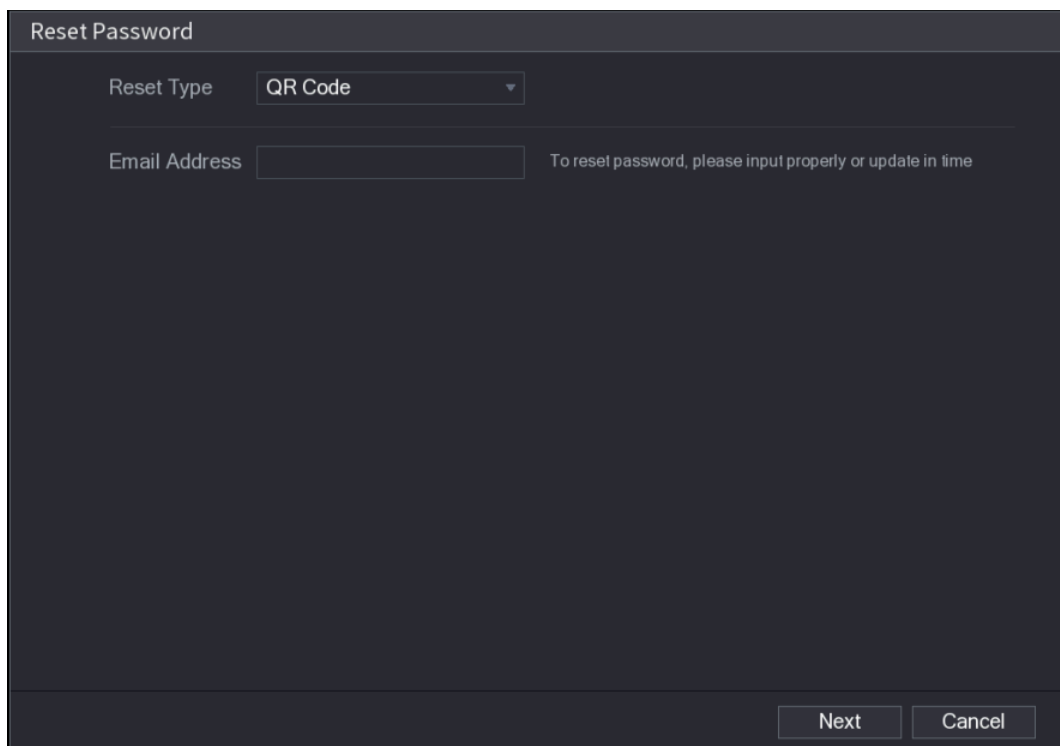 Reset Password
Reset Type QR Code
Email Address To reset password, please input properly or update in time
Next Cancel